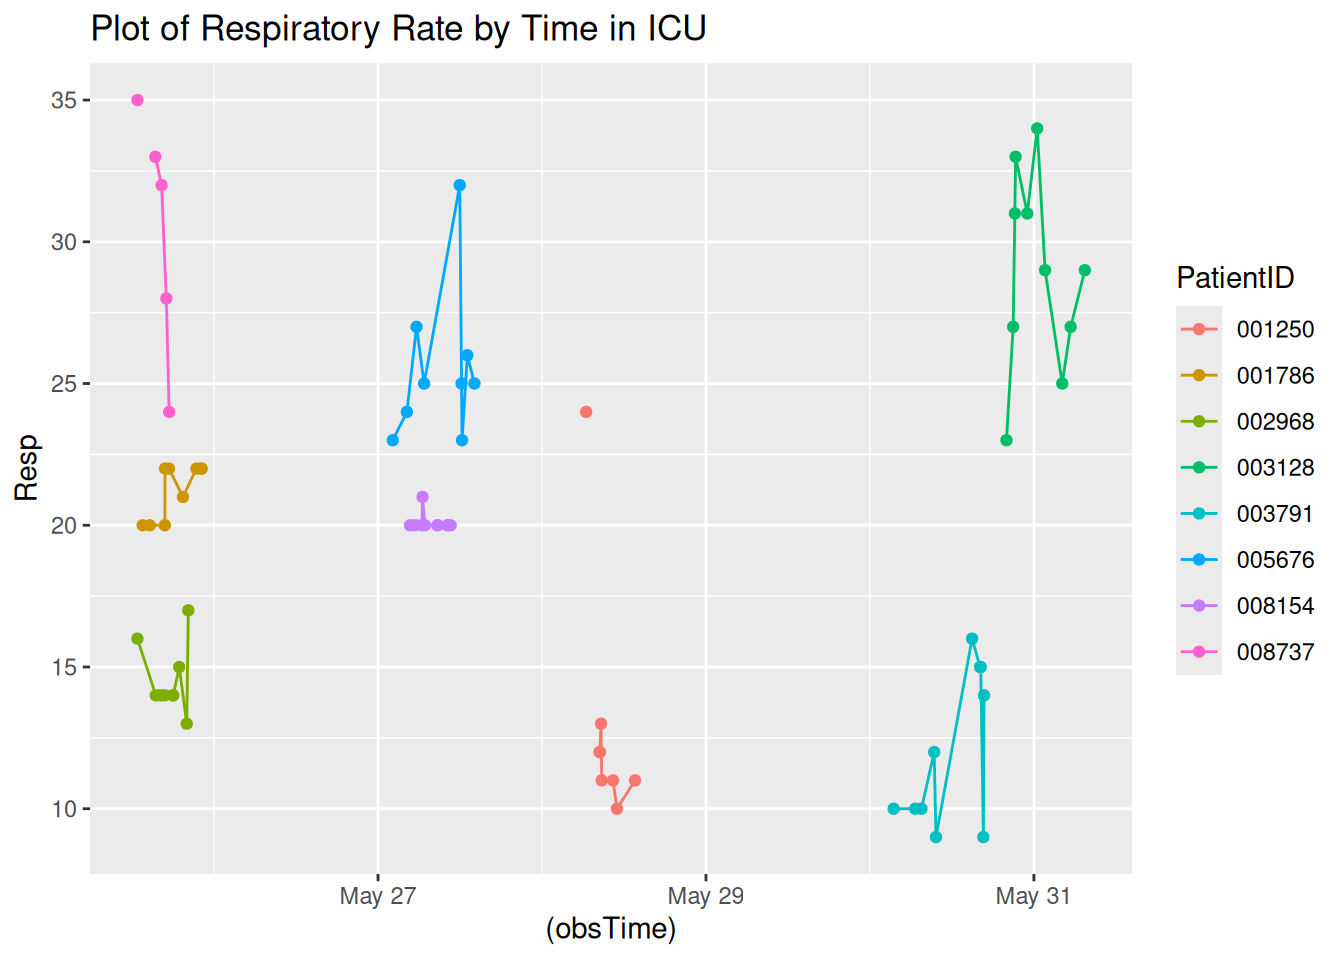 Plot of Respiratory Rate by Time in ICU
35
30
25
20
15
10
Resp
May 27
May 29
May 31
(obsTime)
PatientID
001250
001786
002968
003128
003791
005676
008154
008737